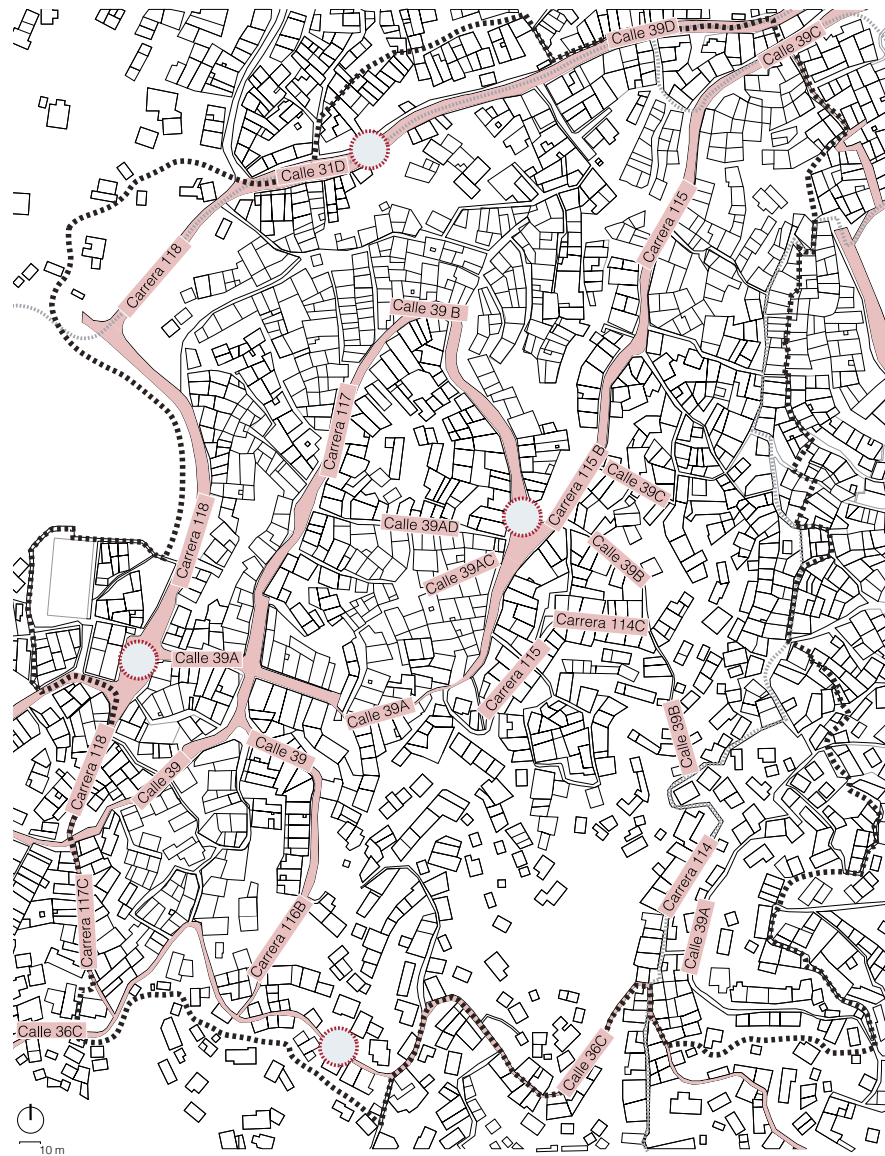 Calle 39D
Calle 39C
Calle 31D
Carrera 115
Carrera 118
Calle 39 B
Carrera 117
Carrera 115 B
Calle 39C
Calle 39AD
Carrera 118
Calle 39B
Calle 39AC
Carrera 114C
Calle 39A
Carrera 115
Calle 39A
Calle 39B
Calle 39
Carrera 118
Calle 39
Carrera 114
Carrera 117C
Carrera 116B
Calle 39A
Calle 36C
Calle 36C
10 m